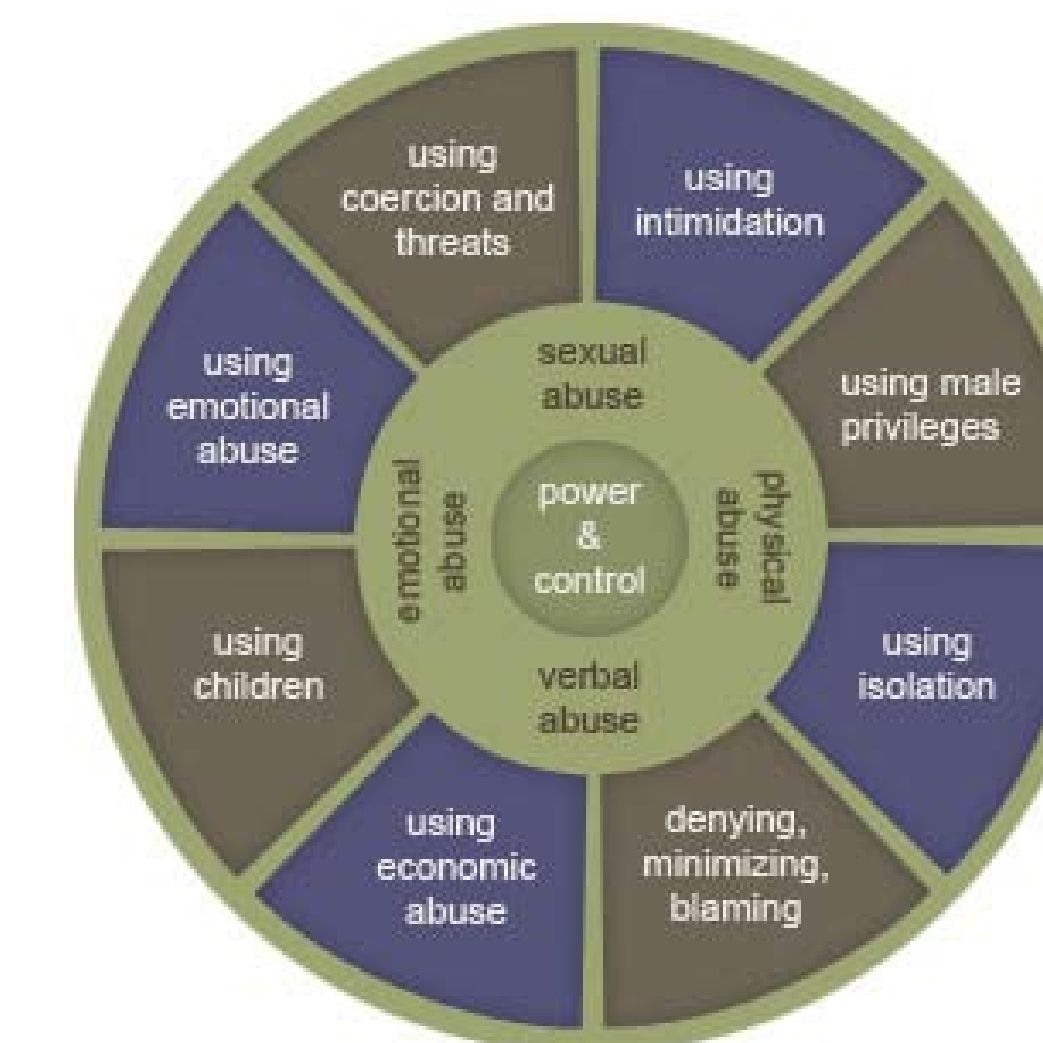 using
coercion and
threats
using
intimidation
using male
privileges
using
isolation
denying,
minimizing,
blaming
using
economic
abuse
using
children
using
emotional
abuse
sexual
abuse
physical
abuse
verbal
abuse
emotional
abuse
power
&
control